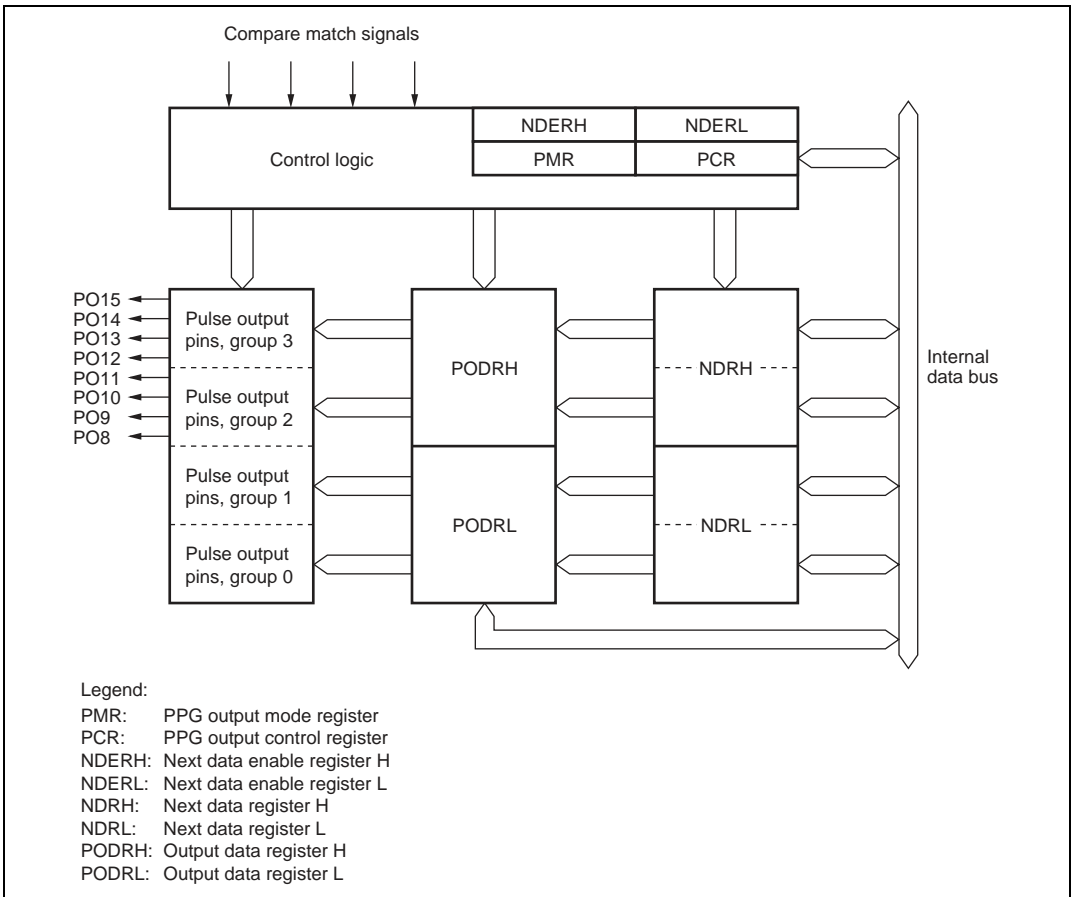 Compare match signals
NDERH
NDERL
Control logic
PMR
PCR
PO15
PO14
PO13
PO12
PO11
PO10
PO9
PO8
Pulse output
pins, group 3
Pulse output
pins, group 2
Pulse output
pins, group 1
Pulse output
pins, group 0
PODRH
PODRL
NDRH
NDRL
Internal
data bus
Legend:
PMR: PPG output mode register
PCR: PPG output control register
NDERH: Next data enable register H
NDERL: Next data enable register L
NDRH: Next data register H
NDRL: Next data register L
PODRH: Output data register H
PODRL: Output data register L